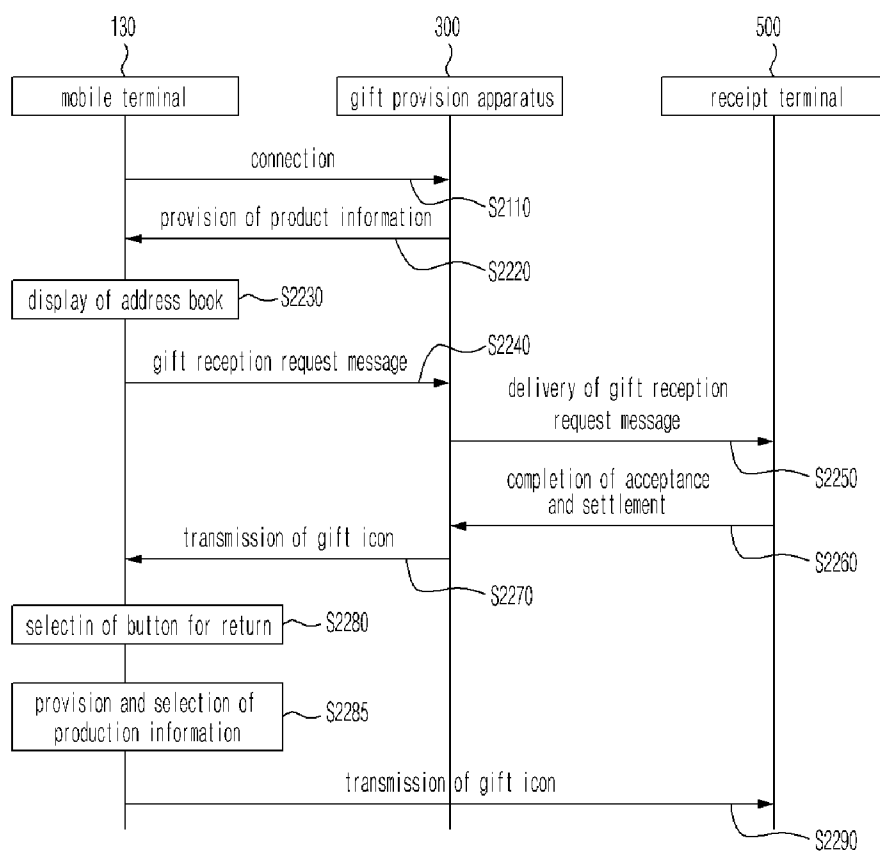 130
300
500
mobile terminal
gift provision apparatus
receipt terminal
connection
S2110
provision of product information
S2220
display of address book
S2230
gift reception request message
S2240
delivery of gift reception
request message
S2250
completion of acceptance
and settlement
S2260
transmission of gift icon
S2270
selectin of button for return
S2280
provision and selection of
production information
S2285
transmission of gift icon
S2290